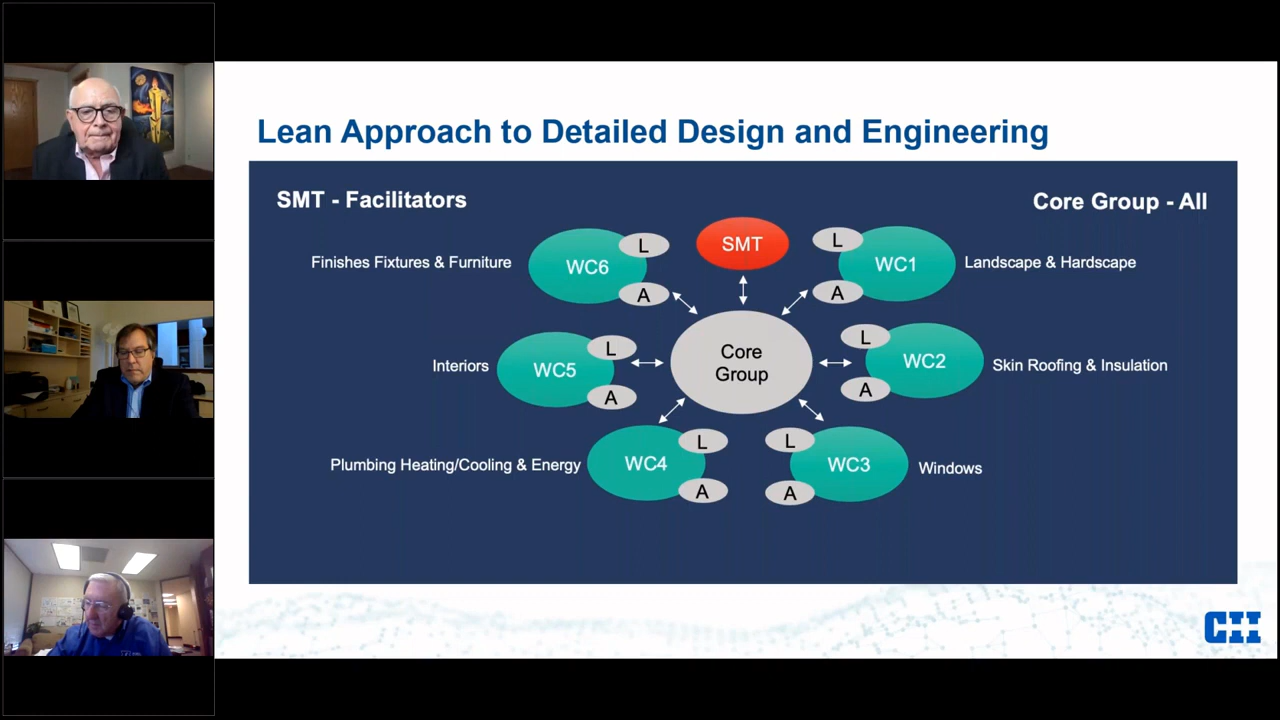 Lean Approach to Detailed Design and Engineering
SMT - Facilitators
Core Group - All
Finishes Fixtures & Furniture
WC6
L
A
SMT
L
A
WC1
Landscape & Hardscape
Interiors
WC5
L
A
Core
Group
L
A
WC2
Skin Roofing & Insulation
Plumbing Heating/Cooling & Energy
WC4
L
A
L
A
WC3
Windows
CII